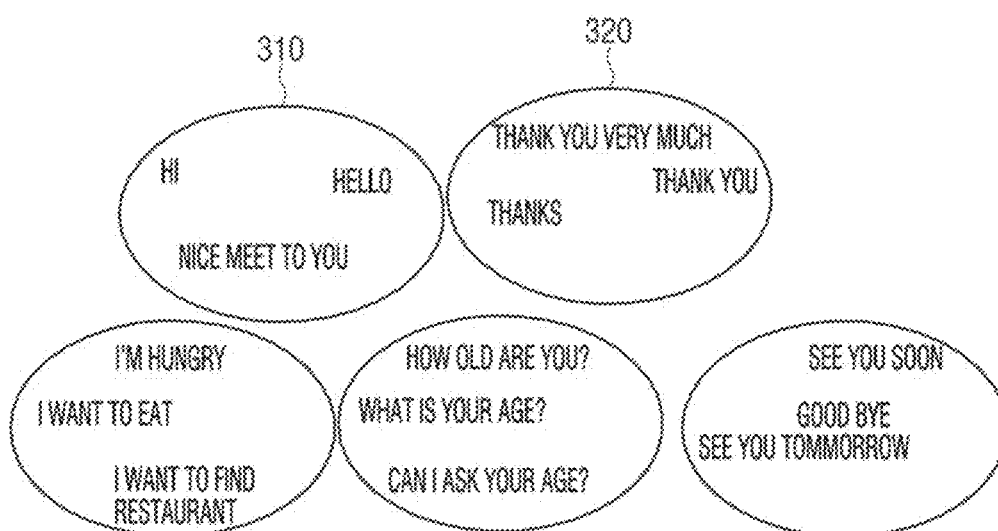 310
320
HI
HELLO
NICE MEET TO YOU
THANK YOU VERY MUCH
THANK YOU
THANKS
I'M HUNGRY
I WANT TO EAT
I WANT TO FIND
RESTAURANT
HOW OLD ARE YOU?
WHAT IS YOUR AGE?
CAN I ASK YOUR AGE?
SEE YOU SOON
GOOD BYE
SEE YOU TOMMORROW